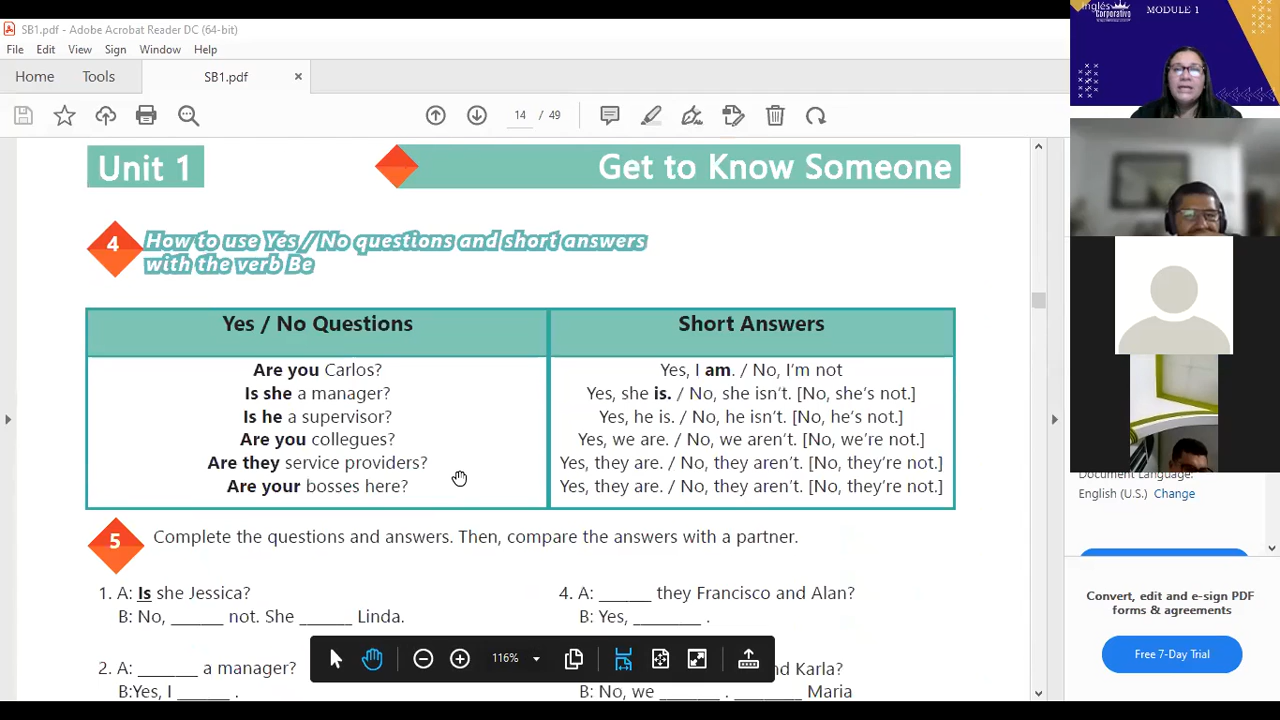 SB1.pdf - Adobe Acrobat Reader DC (64-bit)
File Edit View Sign Window Help
Home Tools SB1.pdf ×
14 / 49
Unit 1
Get to Know Someone
4 How to use Yes / No questions and short answers
with the verb Be
Yes / No Questions Short Answers
Are you Carlos? Yes, I am. / No, I'm not
Is she a manager? Yes, she is. / No, she isn't. [No, she's not.]
Is he a supervisor? Yes, he is. / No, he isn't. [No, he's not.]
Are you collegues? Yes, we are. / No, we aren't. [No, we're not.]
Are they service providers? Yes, they are. / No, they aren't. [No, they're not.]
Are your bosses here? Yes, they are. / No, they aren't. [No, they're not.]
5 Complete the questions and answers. Then, compare the answers with a partner.
1. A: Is she Jessica?
B: No, ______ not. She ______ Linda.
2. A: _______ a manager?
B:Yes, I ______ .
4. A: ______ they Francisco and Alan?
B: Yes, ________ .
nd Karla?
B: No, we _______ . ________ Maria
116%
Inglés
Corporativo
MODULE 1
Document Language:
English (U.S.) Change
Convert, edit and e-sign PDF
forms & agreements
Free 7-Day Trial